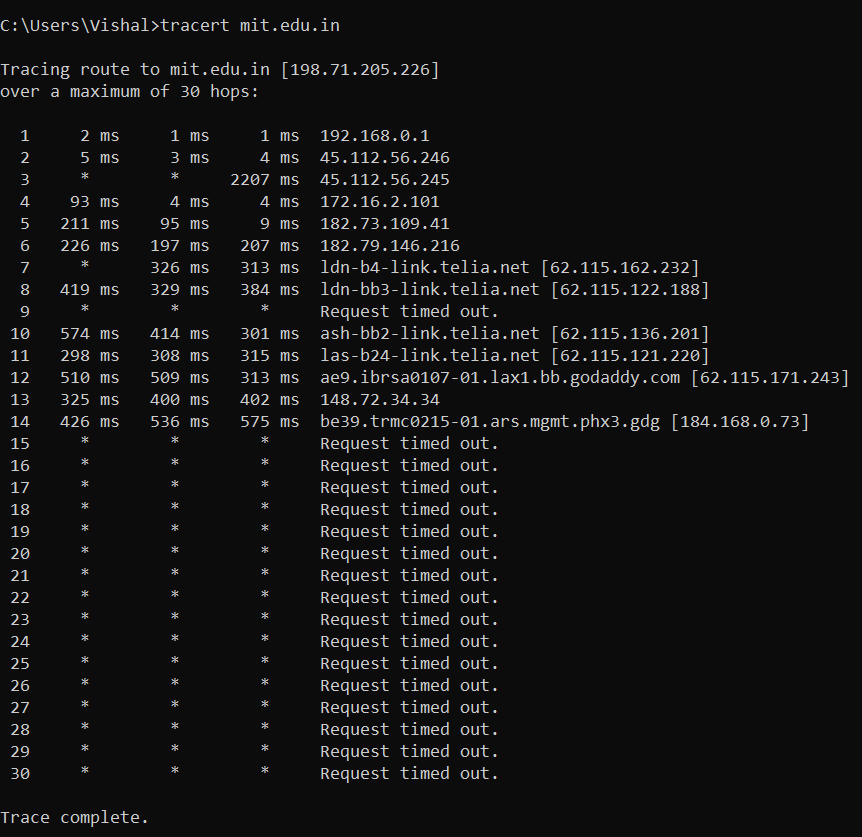 C:\Users\Vishal>tracert mit.edu.in
Tracing route to mit.edu.in [198.71.205.226]
over a maximum of 30 hops:
1 2 ms 1 ms 1 ms 192.168.0.1
2 5 ms 3 ms 4 ms 45.112.56.246
3 * * 2207 ms 45.112.56.245
4 93 ms 4 ms 4 ms 172.16.2.101
5 211 ms 95 ms 9 ms 182.73.109.41
6 226 ms 197 ms 207 ms 182.79.146.216
7 * 326 ms 313 ms ldn-b4-link.telia.net [62.115.162.232]
8 419 ms 329 ms 384 ms ldn-bb3-link.telia.net [62.115.122.188]
9 * * * Request timed out.
10 574 ms 414 ms 301 ms ash-bb2-link.telia.net [62.115.136.201]
11 298 ms 308 ms 315 ms las-b24-link.telia.net [62.115.121.220]
12 510 ms 509 ms 313 ms ae9.ibrsa0107-01.lax1.bb.godaddy.com [62.115.171.243]
13 325 ms 400 ms 402 ms 148.72.34.34
14 426 ms 536 ms 575 ms be39.trmc0215-01.ars.mgmt.phx3.gdg [184.168.0.73]
15 * * * Request timed out.
16 * * * Request timed out.
17 * * * Request timed out.
18 * * * Request timed out.
19 * * * Request timed out.
20 * * * Request timed out.
21 * * * Request timed out.
22 * * * Request timed out.
23 * * * Request timed out.
24 * * * Request timed out.
25 * * * Request timed out.
26 * * * Request timed out.
27 * * * Request timed out.
28 * * * Request timed out.
29 * * * Request timed out.
30 * * * Request timed out.
Trace complete.